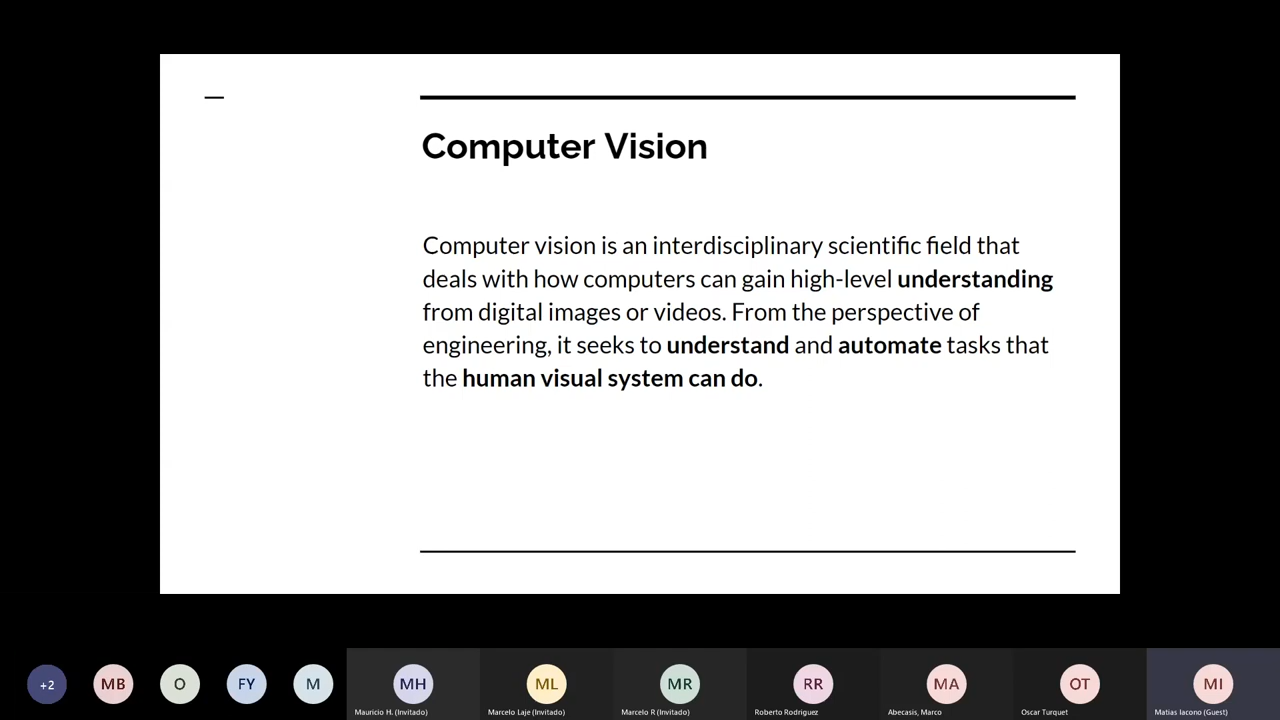 Computer Vision
Computer vision is an interdisciplinary scientific field that
deals with how computers can gain high-level understanding
from digital images or videos. From the perspective of
engineering, it seeks to understand and automate tasks that
the human visual system can do.
+2
MB
O
FY
M
MH
ML
MR
RR
MA
OT
MI
Mauricio H. (Invitado)
Marcelo Laje (Invitado)
Marcelo R (Invitado)
Roberto Rodriguez
Abecasis, Marco
Oscar Turquet
Matias Iacono (Guest)